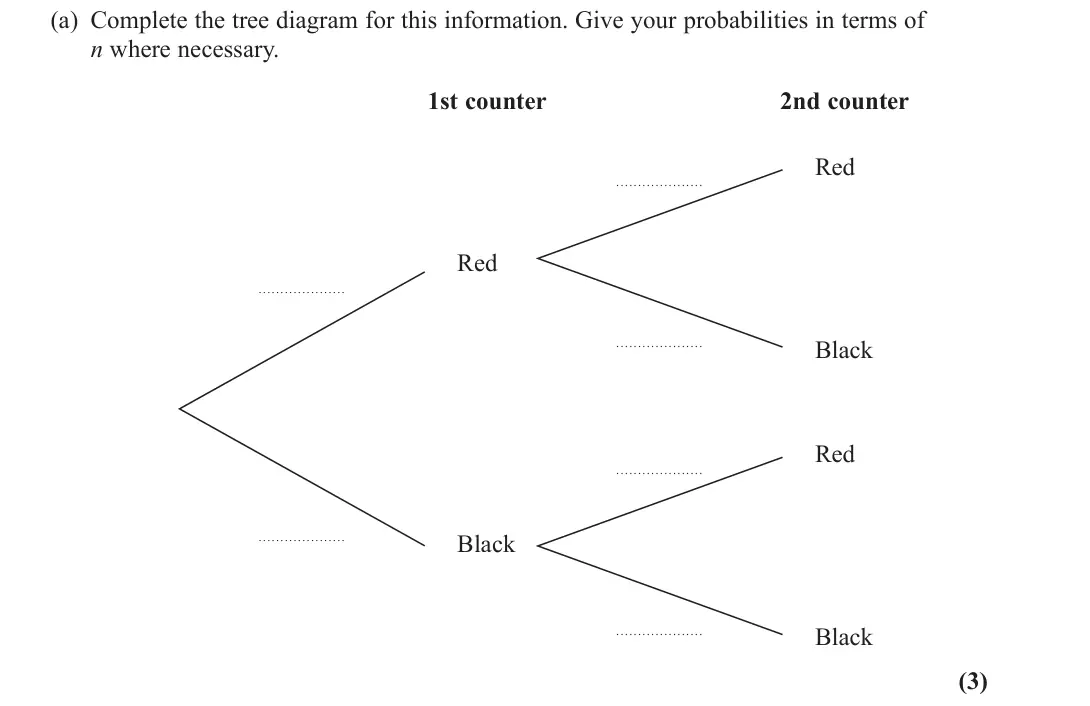 (a) Complete the tree diagram for this information. Give your probabilities in terms of
n where necessary.
1st counter 2nd counter
Red
....................
Red
....................
....................
Black
Red
....................
....................
Black
....................
Black
(3)